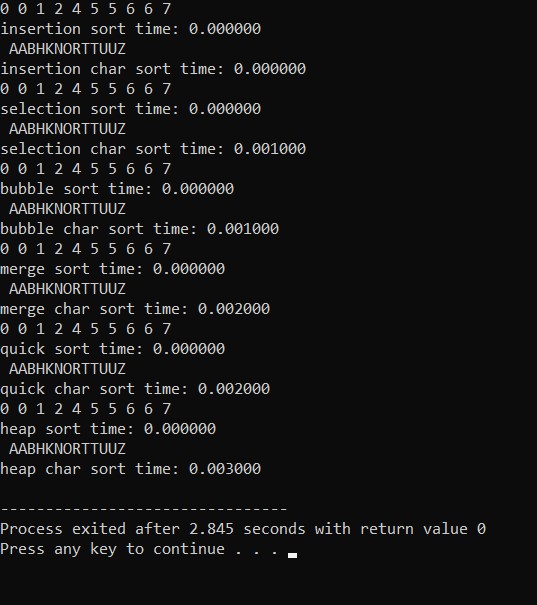 0 0 1 2 4 5 5 6 6 7
insertion sort time: 0.000000
 AABHKNORTTUUZ
insertion char sort time: 0.000000
0 0 1 2 4 5 5 6 6 7
selection sort time: 0.000000
 AABHKNORTTUUZ
selection char sort time: 0.001000
0 0 1 2 4 5 5 6 6 7
bubble sort time: 0.000000
 AABHKNORTTUUZ
bubble char sort time: 0.001000
0 0 1 2 4 5 5 6 6 7
merge sort time: 0.000000
 AABHKNORTTUUZ
merge char sort time: 0.002000
0 0 1 2 4 5 5 6 6 7
quick sort time: 0.000000
 AABHKNORTTUUZ
quick char sort time: 0.002000
0 0 1 2 4 5 5 6 6 7
heap sort time: 0.000000
 AABHKNORTTUUZ
heap char sort time: 0.003000
--------------------------------
Process exited after 2.845 seconds with return value 0
Press any key to continue . . .